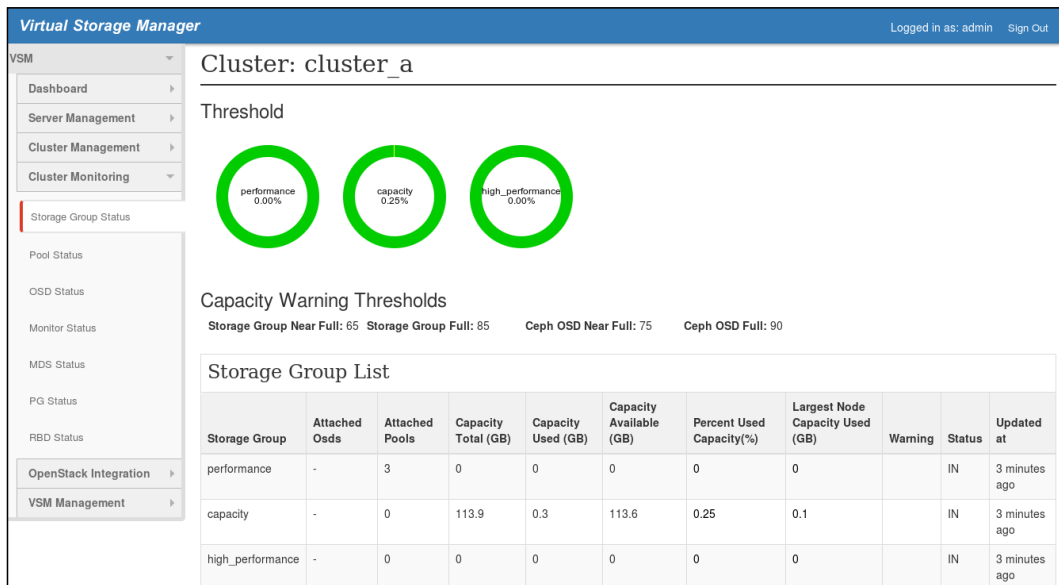 Virtual Storage Manager
Logged in as: admin Sign Out
VSM
Dashboard
Server Management
Cluster Management
Cluster Monitoring
Storage Group Status
Pool Status
OSD Status
Monitor Status
MDS Status
PG Status
RBD Status
OpenStack Integration
VSM Management
Cluster: cluster_a
Threshold
performance
0.00%
capacity
0.25%
high_performance
0.00%
Capacity Warning Thresholds
Storage Group Near Full: 65 Storage Group Full: 85 Ceph OSD Near Full: 75 Ceph OSD Full: 90
Storage Group List
Storage Group Attached Osds Attached Pools Capacity Total (GB) Capacity Used (GB) Capacity Available (GB) Percent Used Capacity(%) Largest Node Capacity Used (GB) Warning Status Updated at
performance - 3 0 0 0 0 0 IN 3 minutes ago
capacity - 0 113.9 0.3 113.6 0.25 0.1 IN 3 minutes ago
high_performance - 0 0 0 0 0 0 IN 3 minutes ago